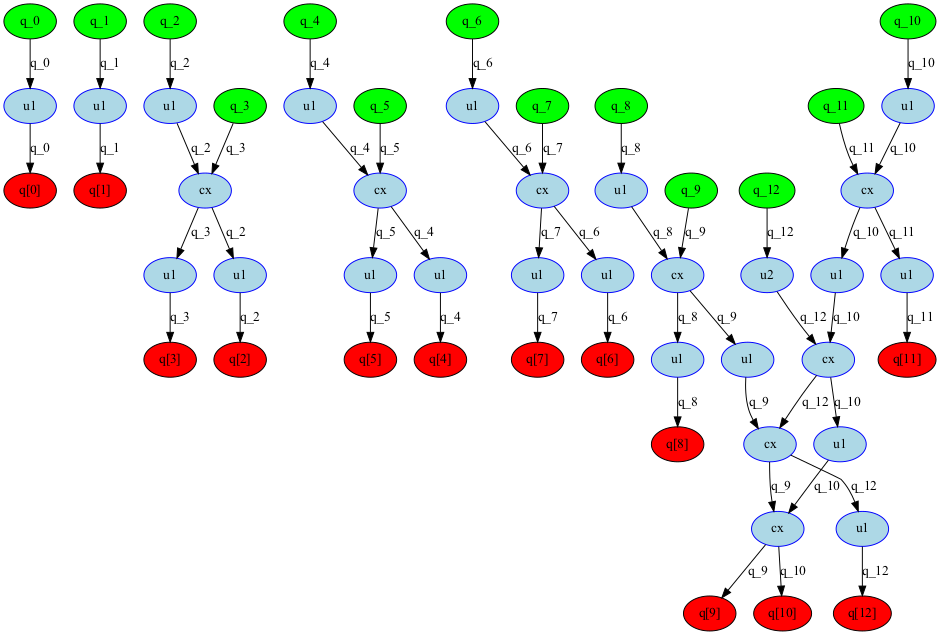 q_0 q_1 q_2 q_4 q_6 q_10
q_0 q_1 q_2 q_4 q_6 q_10
u1 u1 u1 q_3 u1 q_5 u1 q_7 q_8 q_11 u1
q_0 q_1 q_2 q_3 q_4 q_5 q_6 q_7 q_8 q_11 q_10
q[0] q[1] cx cx cx u1 q_9 q_12 cx
q_3 q_2 q_5 q_4 q_7 q_6 q_8 q_9 q_12 q_10 q_11
u1 u1 u1 u1 u1 u1 cx u2 u1 u1
q_3 q_2 q_5 q_4 q_7 q_6 q_8 q_9 q_12 q_10 q_11
q[3] q[2] q[5] q[4] q[7] q[6] u1 u1 cx q[11]
q_8 q_9 q_12 q_10
q[8] cx u1
q_9 q_10 q_12
cx u1
q_9 q_10 q_12
q[9] q[10] q[12]